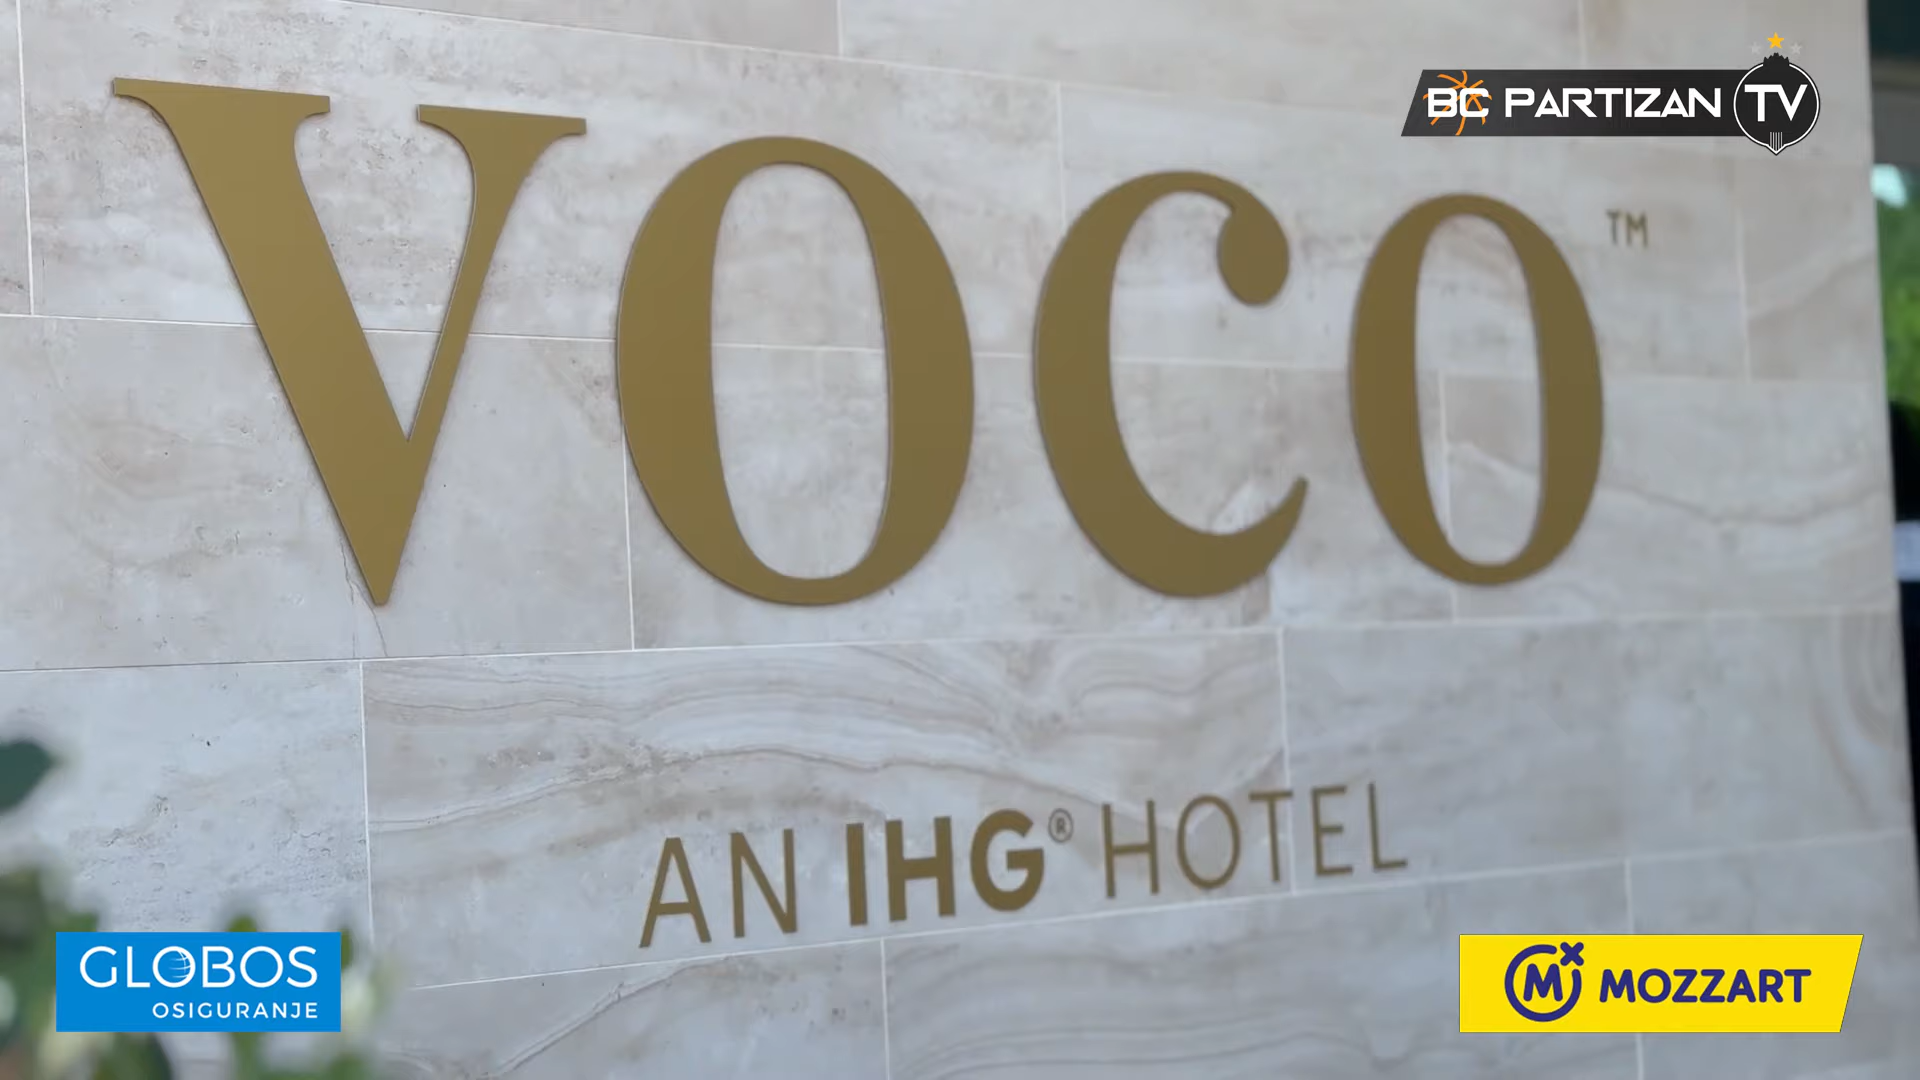 BC PARTIZAN TV
VOCO™
AN IHG® HOTEL
GLOBOS
OSIGURANJE
M MOZZART